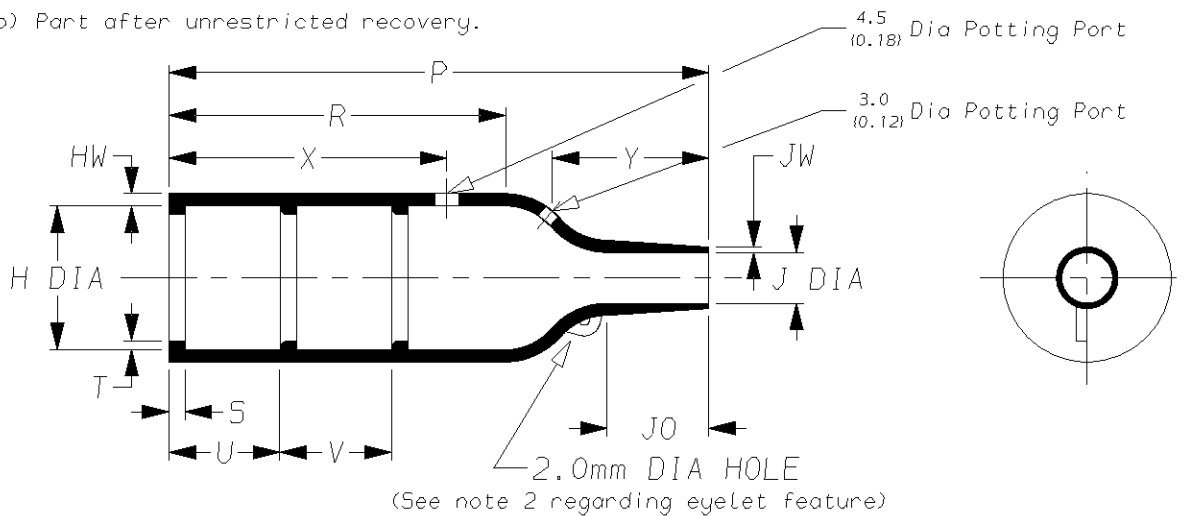 b) Part after unrestricted recovery.
4.5
{0.18} Dia Potting Port
P
3.0
{0.12} Dia Potting Port
R
HW
X
Y
JW
H DIA
J DIA
T
S
JO
U
V
2.0mm DIA HOLE
(See note 2 regarding eyelet feature)